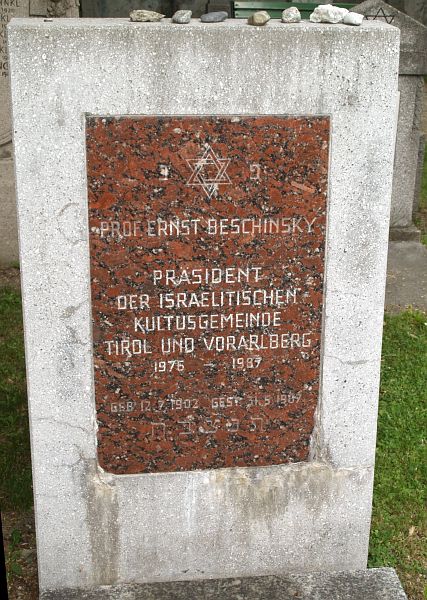 פ נ
PROF. ERNST BESCHINSKY
PRÄSIDENT
DER ISRAELITISCHEN
KULTUSGEMEINDE
TIROL UND VORARLBERG
1976 — 1987
GEB. 12.7.1902 GEST. 31.5.1987
ת נ צ ב ה